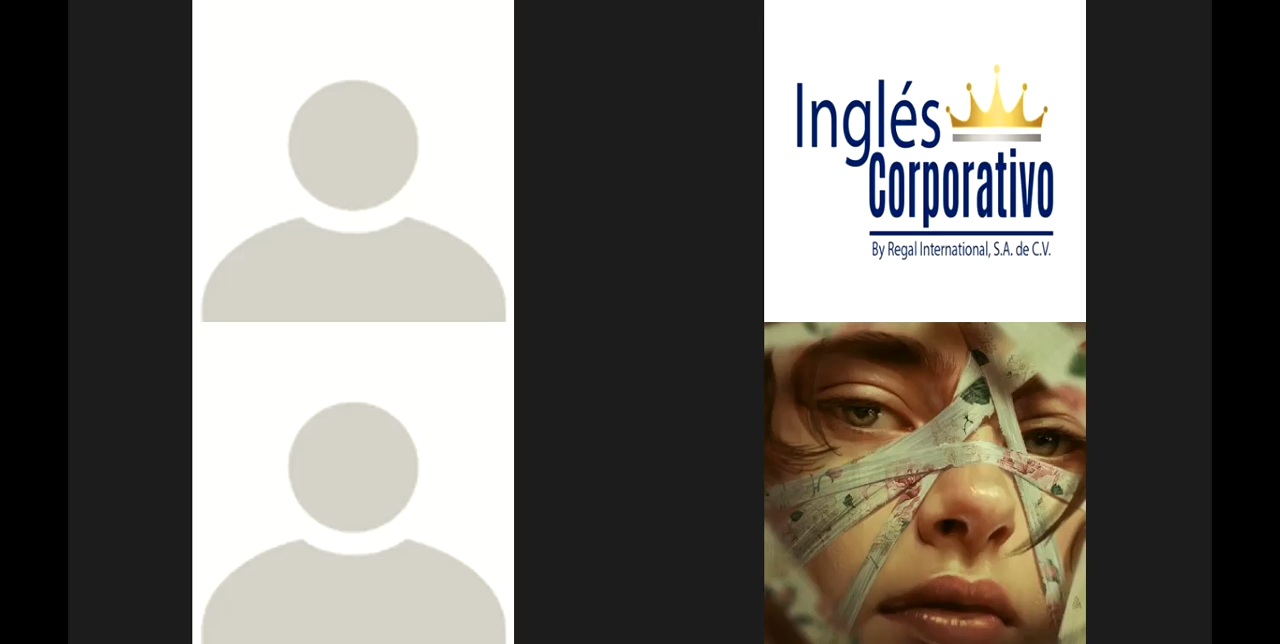 Inglés
Corporativo
By Regal International, S.A. de C.V.